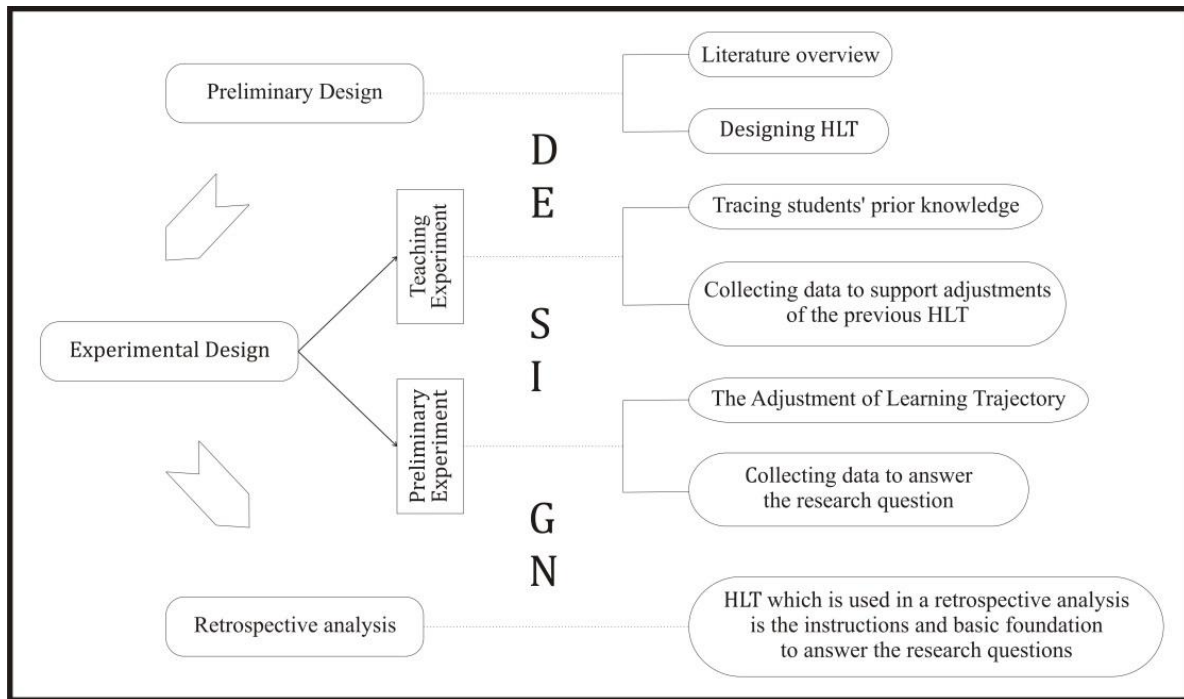 Preliminary Design
Literature overview
Designing HLT
D
E
S
I
G
N
Teaching
Experiment
Tracing students' prior knowledge
Collecting data to support adjustments
of the previous HLT
Experimental Design
Preliminary
Experiment
The Adjustment of Learning Trajectory
Collecting data to answer
the research question
Retrospective analysis
HLT which is used in a retrospective analysis
is the instructions and basic foundation
to answer the research questions